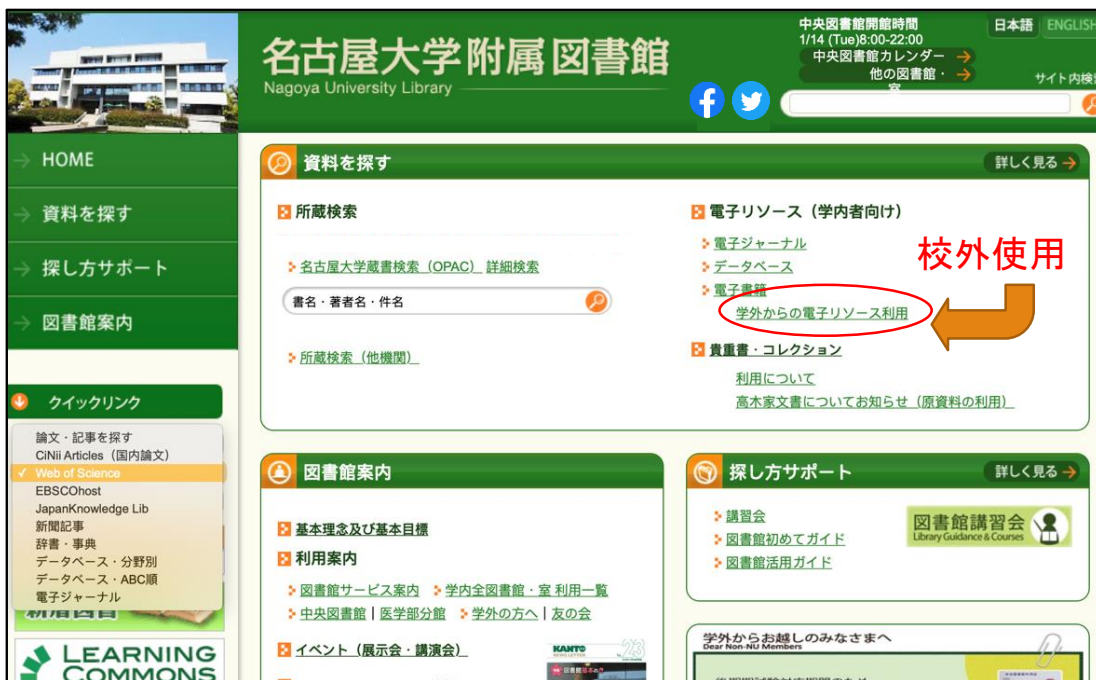 名古屋大学附属図書館
Nagoya University Library
中央図書館開館時間
1/14 (Tue)8:00-22:00
中央図書館カレンダー
他の図書館・
日本語 ENGLISH
サイト内検索
HOME
資料を探す
探し方サポート
図書館案内
クイックリンク
論文・記事を探す
CiNii Articles（国内論文）
✓ Web of Science
EBSCOhost
JapanKnowledge Lib
新聞記事
辞書・事典
データベース・分野別
データベース・ABC順
電子ジャーナル
LEARNING
COMMONS
資料を探す
詳しく見る
所蔵検索
名古屋大学蔵書検索（OPAC） 詳細検索
書名・著者名・件名
所蔵検索（他機関）
電子リソース（学内者向け）
電子ジャーナル
データベース
電子書籍
学外からの電子リソース利用
校外使用
貴重書・コレクション
利用について
高木家文書についてお知らせ（原資料の利用）
図書館案内
基本理念及び基本目標
利用案内
図書館サービス案内 学内全図書館・室 利用一覧
中央図書館 | 医学部分館 学外の方へ | 友の会
イベント（展示会・講演会）
KANTO
23
探し方サポート
詳しく見る
講習会
図書館初めてガイド
図書館活用ガイド
図書館講習会
Library Guidance & Courses
学外からお越しのみなさまへ
Dear Non-NU Members